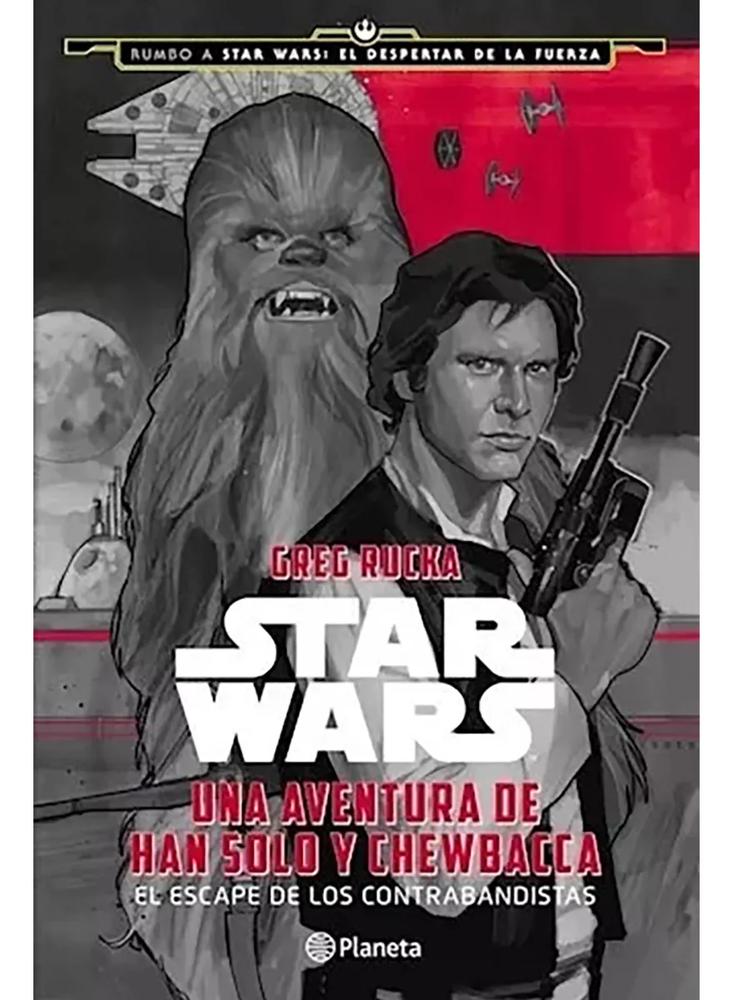 RUMBO A STAR WARS: EL DESPERTAR DE LA FUERZA
GREG RUCKA
STAR
WARS
UNA AVENTURA DE
HAN SOLO Y CHEWBACCA
EL ESCAPE DE LOS CONTRABANDISTAS
Planeta